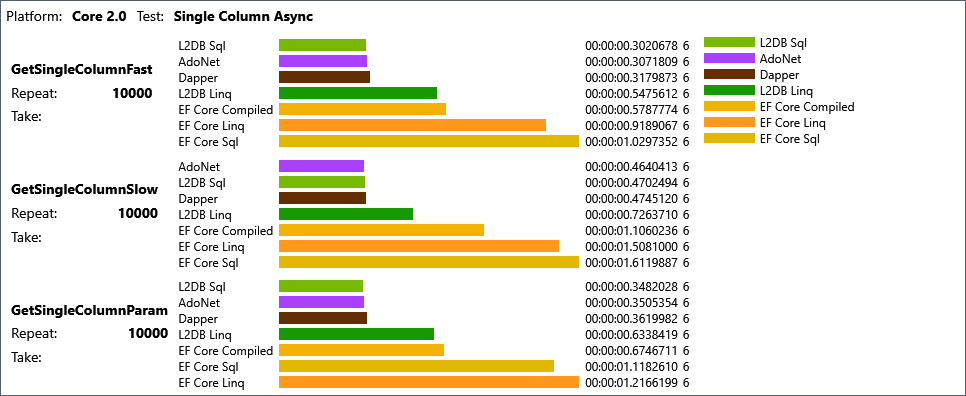 Platform: Core 2.0 Test: Single Column Async
GetSingleColumnFast
Repeat: 10000
Take:
L2DB Sql 00:00:00.3020678 6
AdoNet 00:00:00.3071809 6
Dapper 00:00:00.3179873 6
L2DB Linq 00:00:00.5475612 6
EF Core Compiled 00:00:00.5787774 6
EF Core Linq 00:00:00.9189067 6
EF Core Sql 00:00:01.0297352 6
L2DB Sql
AdoNet
Dapper
L2DB Linq
EF Core Compiled
EF Core Linq
EF Core Sql
GetSingleColumnSlow
Repeat: 10000
Take:
AdoNet 00:00:00.4640413 6
L2DB Sql 00:00:00.4702494 6
Dapper 00:00:00.4745120 6
L2DB Linq 00:00:00.7263710 6
EF Core Compiled 00:00:01.1060236 6
EF Core Linq 00:00:01.5081000 6
EF Core Sql 00:00:01.6119887 6
GetSingleColumnParam
Repeat: 10000
Take:
L2DB Sql 00:00:00.3482028 6
AdoNet 00:00:00.3505354 6
Dapper 00:00:00.3619982 6
L2DB Linq 00:00:00.6338419 6
EF Core Compiled 00:00:00.6746711 6
EF Core Sql 00:00:01.1182610 6
EF Core Linq 00:00:01.2166199 6